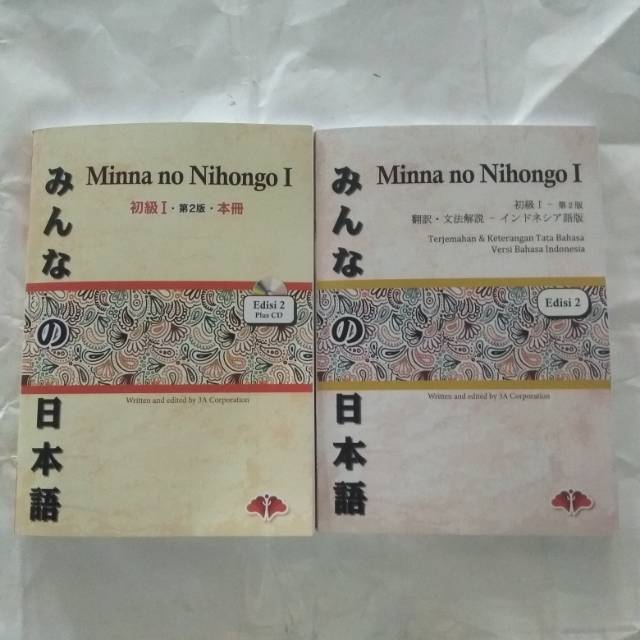 みんなの日本語
Minna no Nihongo I
初級 I・第2版・本冊
Edisi 2
Plus CD
Written and edited by 3A Corporation
みんなの日本語
Minna no Nihongo I
初級 I – 第2版
翻訳・文法解説 – インドネシア語版
Terjemahan & Keterangan Tata Bahasa
Versi Bahasa Indonesia
Edisi 2
Written and edited by 3A Corporation